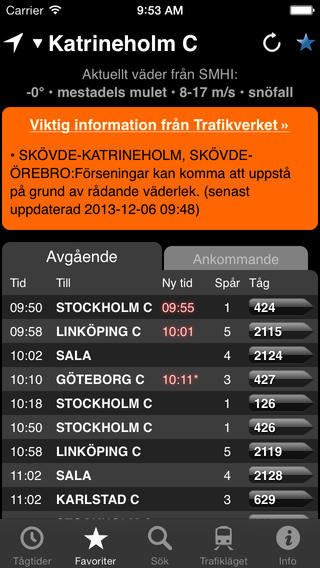 Carrier 9:53 AM
Katrineholm C
Aktuellt väder från SMHI:
-0° • mestadels mulet • 8-17 m/s • snöfall
Viktig information från Trafikverket »
• SKÖVDE-KATRINEHOLM, SKÖVDE-
ÖREBRO:Förseningar kan komma att uppstå
på grund av rådande väderlek. (senast
uppdaterad 2013-12-06 09:48)
Avgående Ankommande
Tid Till Ny tid Spår Tåg
09:50 STOCKHOLM C 09:55 1 424
09:58 LINKÖPING C 10:01 5 2115
10:02 SALA 4 2124
10:10 GÖTEBORG C 10:11* 3 427
10:18 STOCKHOLM C 1 126
10:50 STOCKHOLM C 1 426
10:58 LINKÖPING C 5 2119
11:02 SALA 4 2128
11:02 KARLSTAD C 3 629
Tågtider Favoriter Sök Trafikläget Info